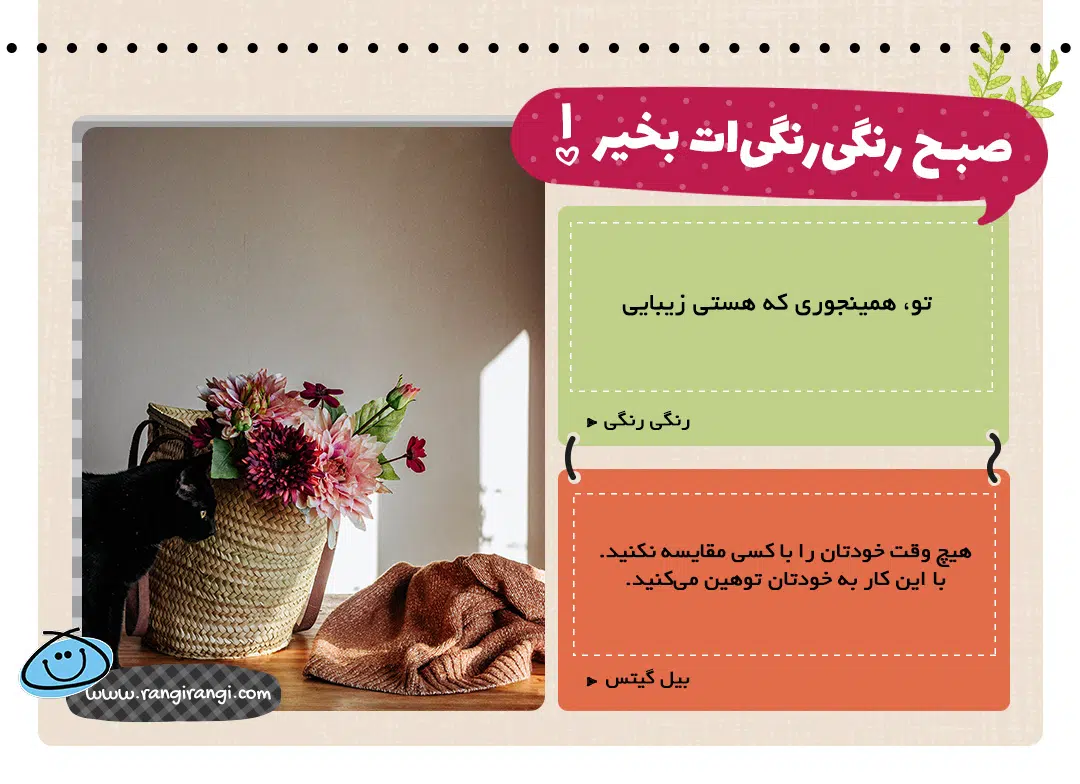 صبح رنگی‌رنگی‌ات بخیر !
تو، همینجوری که هستی زیبایی
رنگی رنگی
هیچ وقت خودتان را با کسی مقایسه نکنید.
با این کار به خودتان توهین می‌کنید.
بیل گیتس
www.rangirangi.com